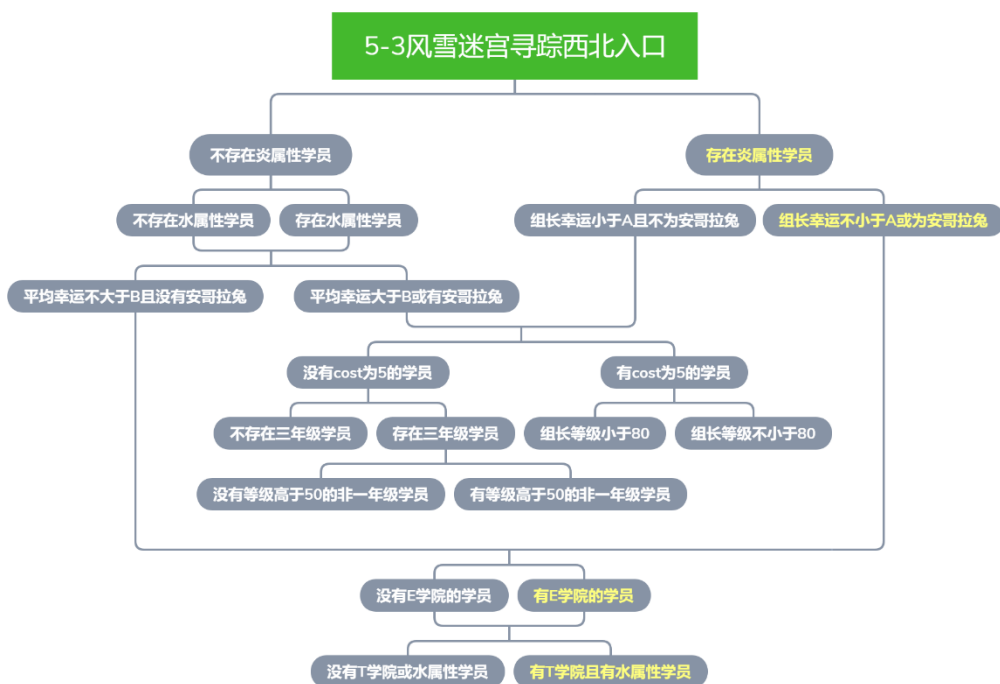 5-3风雪迷宫寻踪西北入口
不存在炎属性学员
存在炎属性学员
不存在水属性学员
存在水属性学员
组长幸运小于A且不为安哥拉兔
组长幸运不小于A或为安哥拉兔
平均幸运不大于B且没有安哥拉兔
平均幸运大于B或有安哥拉兔
没有cost为5的学员
有cost为5的学员
不存在三年级学员
存在三年级学员
组长等级小于80
组长等级不小于80
没有等级高于50的非一年级学员
有等级高于50的非一年级学员
没有E学院的学员
有E学院的学员
没有T学院或水属性学员
有T学院且有水属性学员